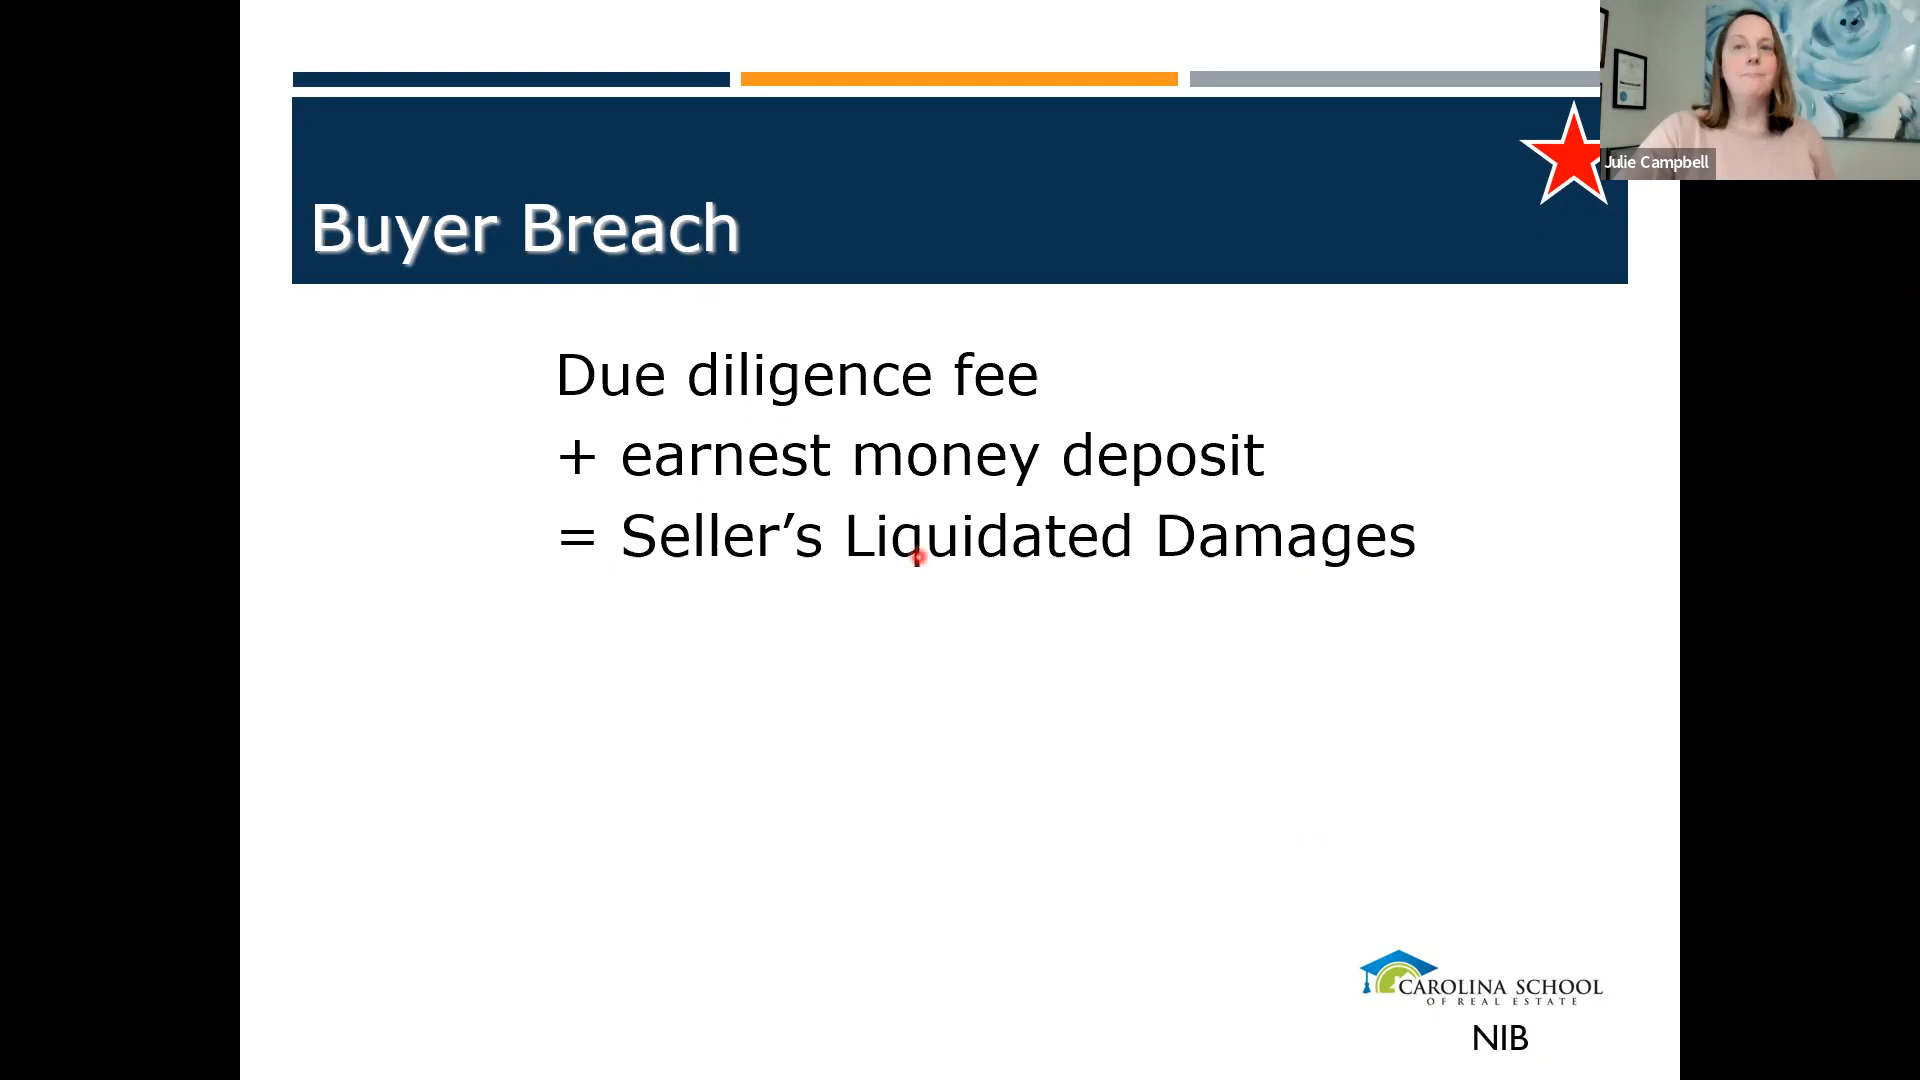 Julie Campbell
Buyer Breach
Due diligence fee
+ earnest money deposit
= Seller’s Liquidated Damages
CAROLINA SCHOOL
OF REAL ESTATE
NIB